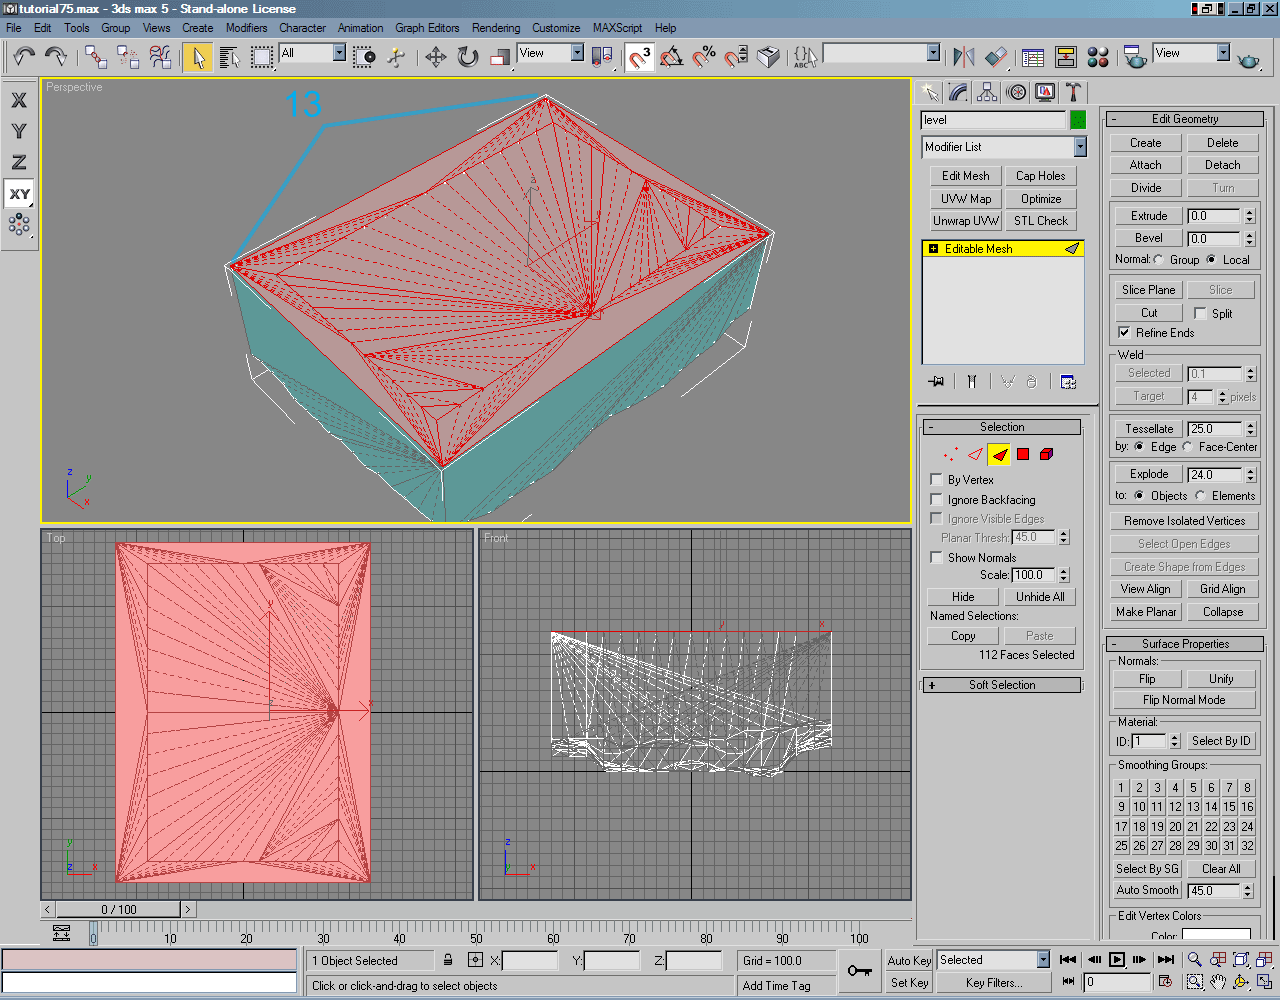 tutorial75.max - 3ds max 5 - Stand-alone License
File Edit Tools Group Views Create Modifiers Character Animation Graph Editors Rendering Customize MAXScript Help
All
View
3
ABC
View
X
Y
Z
XY
Perspective
13
z
y
x
Top
y
x
y
z
x
Front
y
x
z
x
level
Modifier List
Edit Mesh Cap Holes
UVW Map Optimize
Unwrap UVW STL Check
Editable Mesh
- Selection
By Vertex
Ignore Backfacing
Ignore Visible Edges
Planar Thresh: 45.0
Show Normals
Scale: 100.0
Hide Unhide All
Named Selections:
Copy Paste
112 Faces Selected
+ Soft Selection
- Edit Geometry
Create Delete
Attach Detach
Divide Turn
Extrude 0.0
Bevel 0.0
Normal: Group Local
Slice Plane Slice
Cut Split
Refine Ends
Weld
Selected 0.1
Target 4 pixels
Tessellate 25.0
by: Edge Face-Center
Explode 24.0
to: Objects Elements
Remove Isolated Vertices
Select Open Edges
Create Shape from Edges
View Align Grid Align
Make Planar Collapse
- Surface Properties
Normals:
Flip Unify
Flip Normal Mode
Material:
ID: 1 Select By ID
Smoothing Groups:
1 2 3 4 5 6 7 8
9 10 11 12 13 14 15 16
17 18 19 20 21 22 23 24
25 26 27 28 29 30 31 32
Select By SG Clear All
Auto Smooth 45.0
Edit Vertex Colors
Color:
< 0 / 100 >
0 10 20 30 40 50 60 70 80 90 100
1 Object Selected X: Y: Z: Grid = 100.0 Auto Key Selected
Click or click-and-drag to select objects Add Time Tag Set Key Key Filters... 0